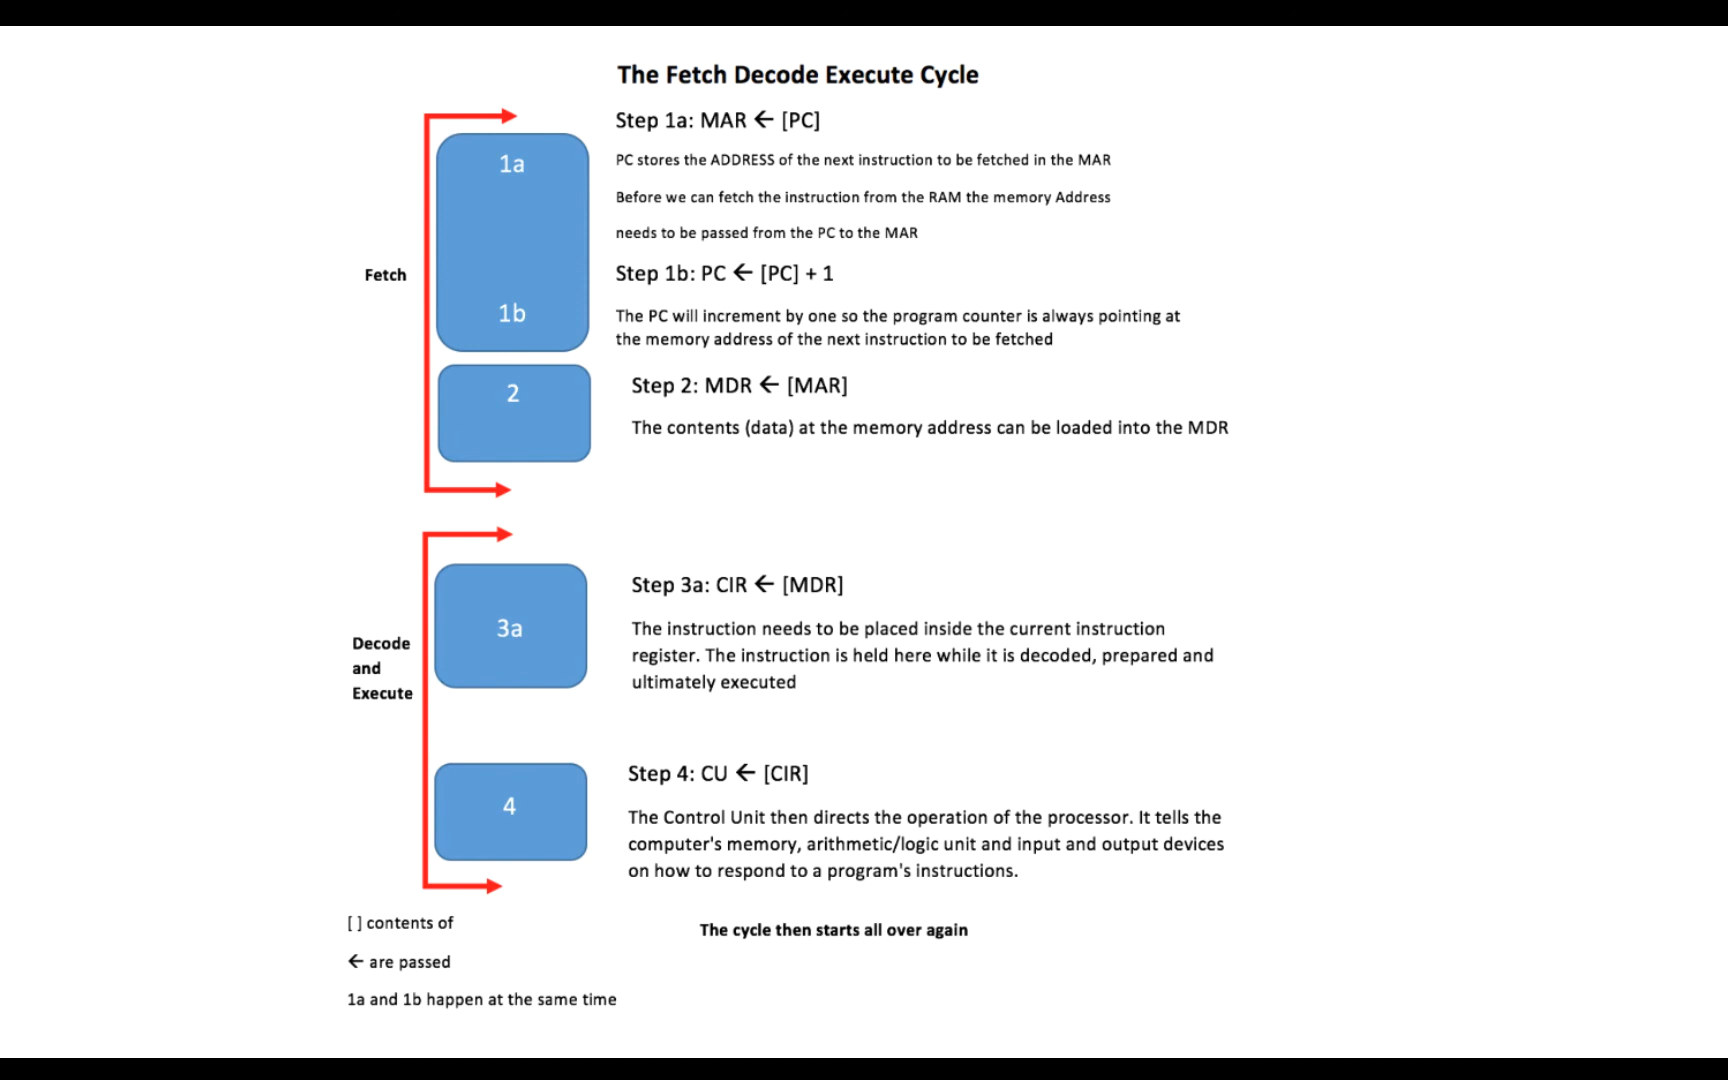 The Fetch Decode Execute Cycle
Step 1a: MAR ← [PC]
1a
PC stores the ADDRESS of the next instruction to be fetched in the MAR
Before we can fetch the instruction from the RAM the memory Address
needs to be passed from the PC to the MAR
Fetch
Step 1b: PC ← [PC] + 1
1b
The PC will increment by one so the program counter is always pointing at
the memory address of the next instruction to be fetched
2
Step 2: MDR ← [MAR]
The contents (data) at the memory address can be loaded into the MDR
Decode
and
Execute
3a
Step 3a: CIR ← [MDR]
The instruction needs to be placed inside the current instruction
register. The instruction is held here while it is decoded, prepared and
ultimately executed
4
Step 4: CU ← [CIR]
The Control Unit then directs the operation of the processor. It tells the
computer's memory, arithmetic/logic unit and input and output devices
on how to respond to a program's instructions.
[ ] contents of
The cycle then starts all over again
← are passed
1a and 1b happen at the same time